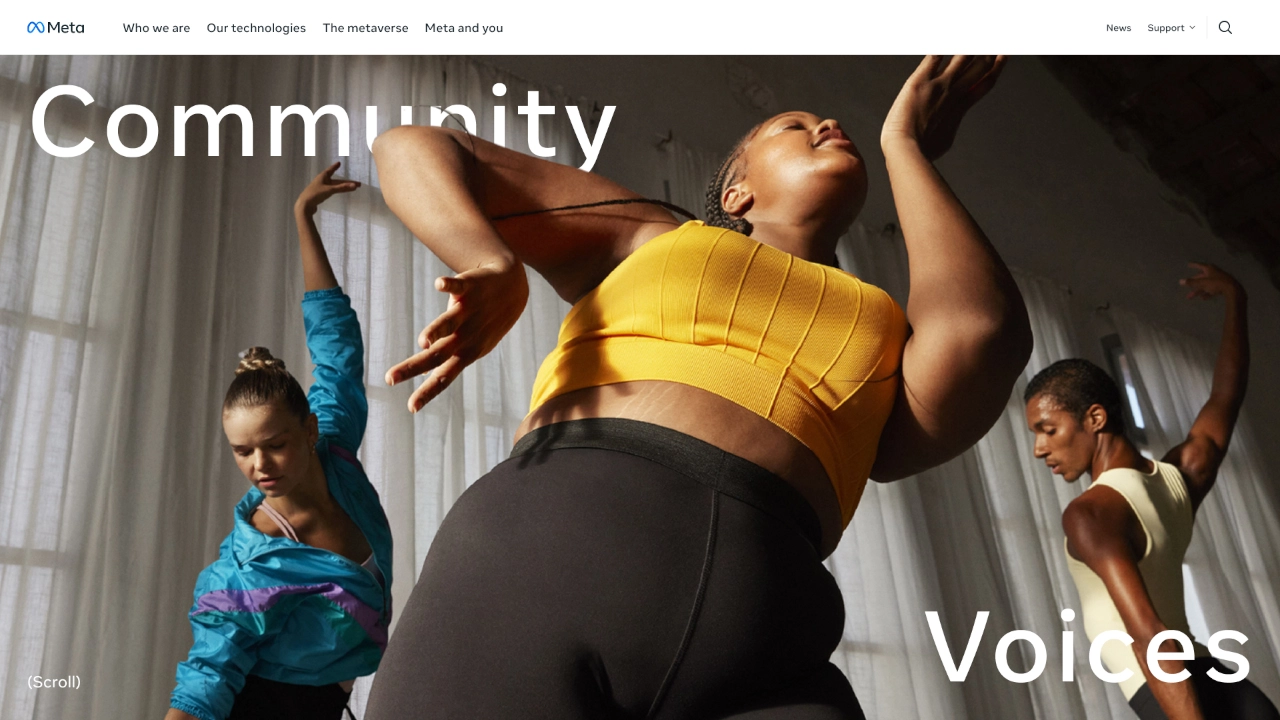 Meta Who we are Our technologies The metaverse Meta and you News Support
Community
Voices
(Scroll)